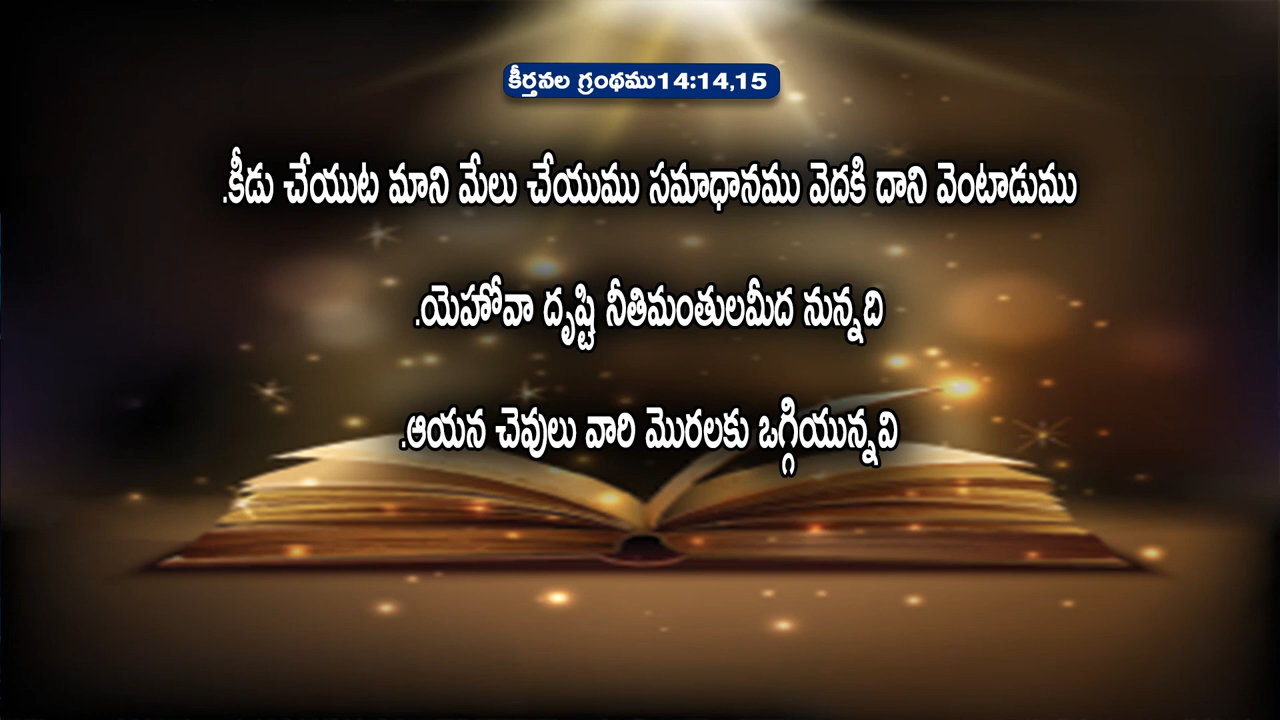 కీర్తనల గ్రంథము14:14,15
.కీడు చేయుట మాని మేలు చేయుము సమాధానము వెదకి దాని వెంటాడుము
.యెహోవా దృష్టి నీతిమంతులమీద నున్నది
.ఆయన చెవులు వారి మొరలకు ఒగ్గియున్నవి